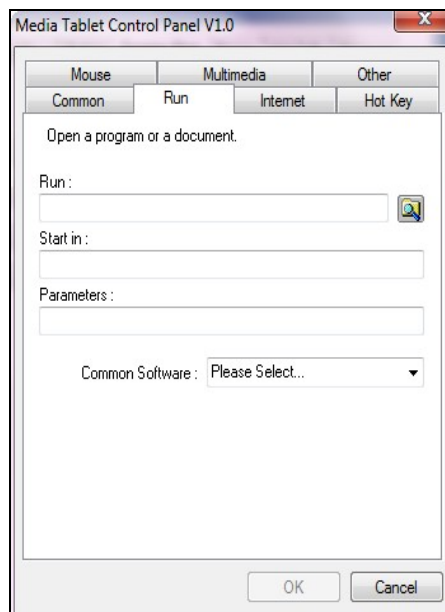 Media Tablet Control Panel V1.0
Mouse Multimedia Other
Common Run Internet Hot Key
Open a program or a document.
Run :
Start in :
Parameters :
Common Software : Please Select...
OK Cancel